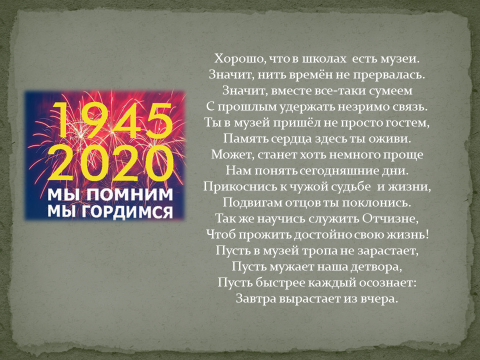 1945
2020
МЫ ПОМНИМ
МЫ ГОРДИМСЯ
Хорошо, что в школах есть музеи.
Значит, нить времён не прервалась.
Значит, вместе все-таки сумеем
С прошлым удержать незримо связь.
Ты в музей пришёл не просто гостем,
Память сердца здесь ты оживи.
Может, станет хоть немного проще
Нам понять сегодняшние дни.
Прикоснись к чужой судьбе и жизни,
Подвигам отцов ты поклонись.
Так же научись служить Отчизне,
Чтоб прожить достойно свою жизнь!
Пусть в музей тропа не зарастает,
Пусть мужает наша детвора,
Пусть быстрее каждый осознает:
Завтра вырастает из вчера.